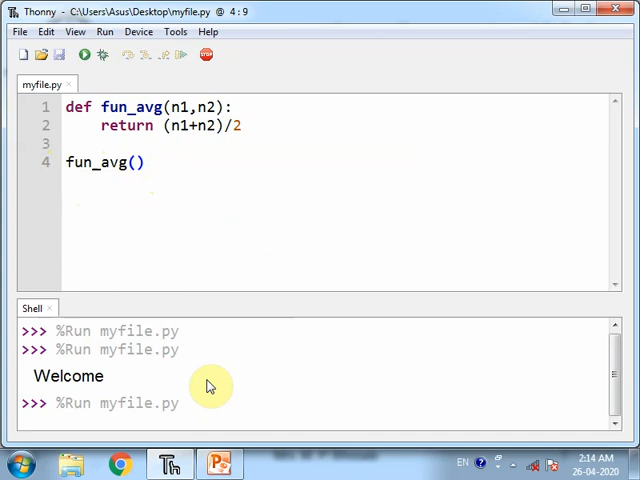 Thonny - C:\Users\Asus\Desktop\myfile.py @ 4:9
File Edit View Run Device Tools Help
STOP
myfile.py
1 def fun_avg(n1,n2):
2 return (n1+n2)/2
3
4 fun_avg()
Shell
>>> %Run myfile.py
>>> %Run myfile.py
Welcome
>>> %Run myfile.py
EN
2:14 AM
26-04-2020